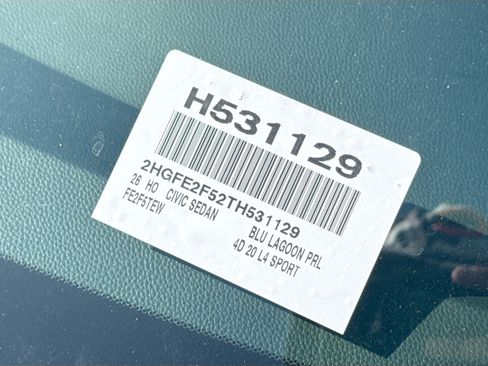 H531129
2HGFE2F52TH531129
26 HO CIVIC SEDAN BLU LAGOON PRL
FE2F5TEW 4D 20 L4 SPORT